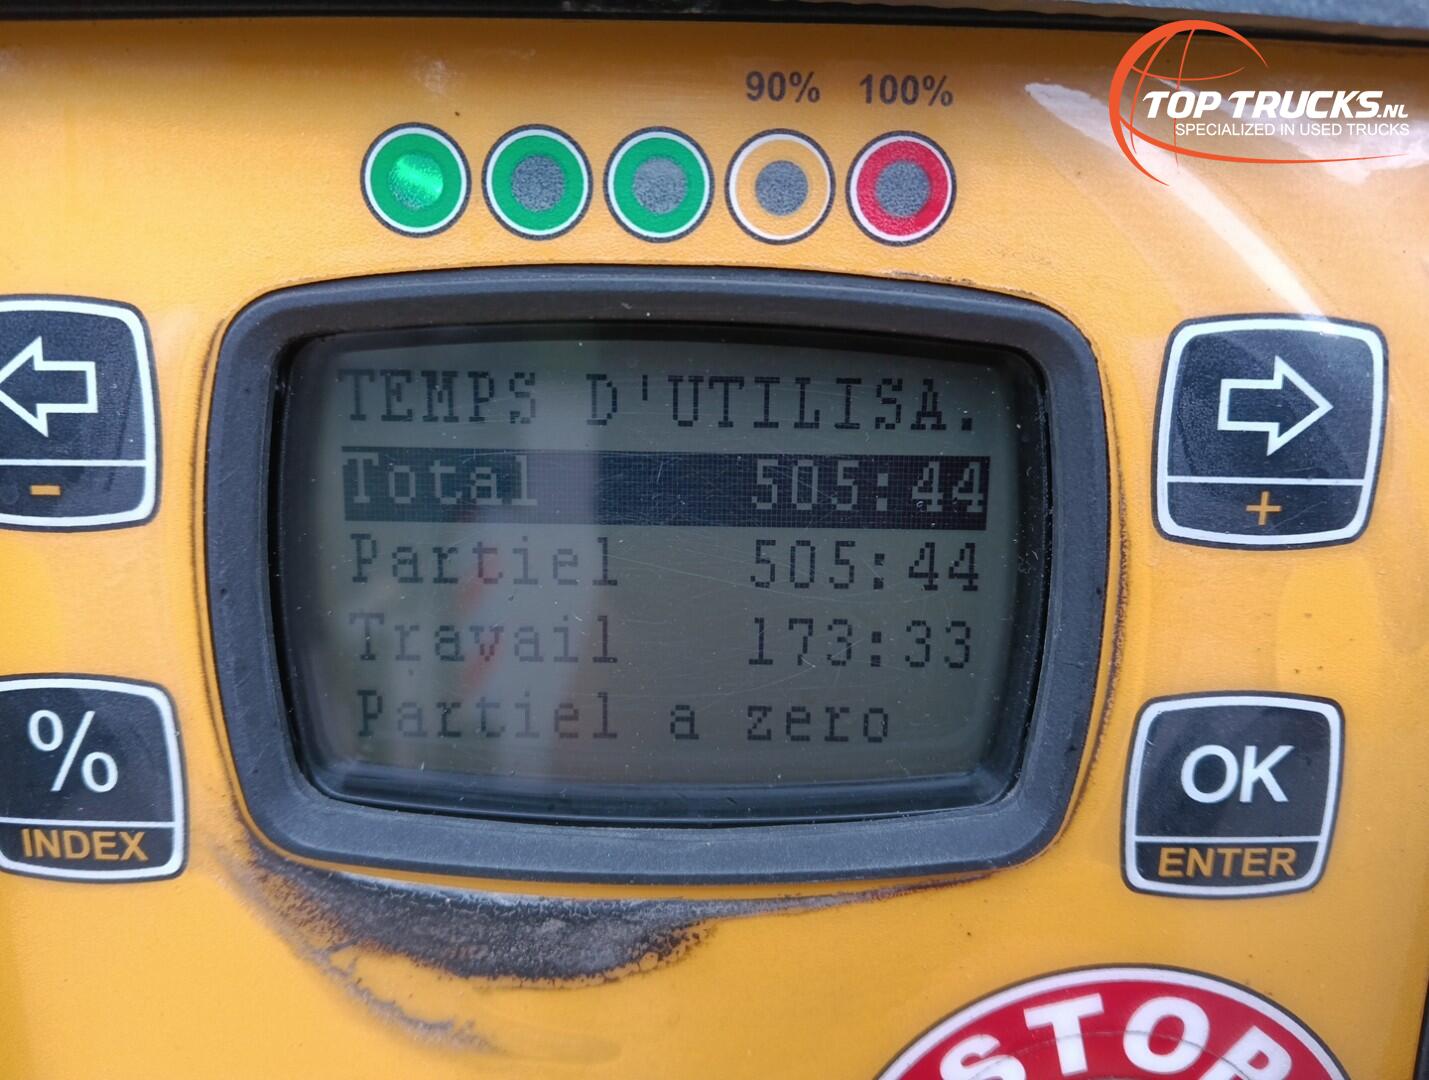 90% 100%
TOP TRUCKS.NL
SPECIALIZED IN USED TRUCKS
TEMPS D'UTILISA.
Total 505:44
Partiel 505:44
Travail 173:33
Partiel a zero
-
+
%
INDEX
OK
ENTER
STOP